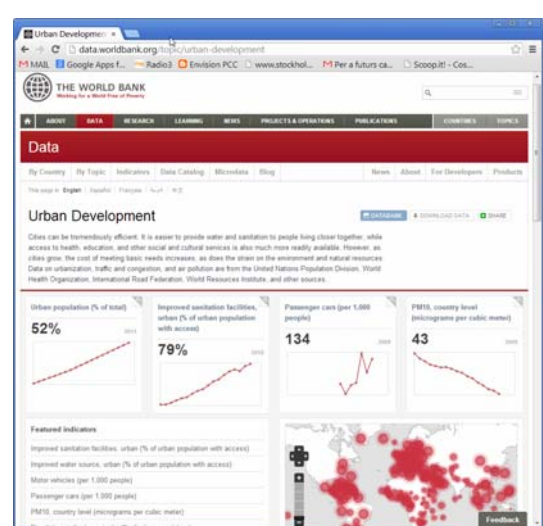 Urban Development
data.worldbank.org/topic/urban-development
M MAIL Google Apps f... Radio3 Envision PCC www.stockhol... Per a futurs ca... Scoop.it! - Cos...
THE WORLD BANK
Working for a World Free of Poverty
ABOUT DATA RESEARCH LEARNING NEWS PROJECTS & OPERATIONS PUBLICATIONS COUNTRIES TOPICS
Data
By Country By Topic Indicators Data Catalog Microdata Blog News About For Developers Products
This page in English Español Français
Urban Development
DATABANK DOWNLOAD DATA SHARE
Cities can be tremendously efficient. It is easier to provide water and sanitation to people living closer together, while
access to health, education, and other social and cultural services is also much more readily available. However, as
cities grow, the cost of meeting basic needs increases, as does the strain on the environment and natural resources.
Data on urbanization, traffic and congestion, and air pollution are from the United Nations Population Division, World
Health Organization, International Road Federation, World Resources Institute, and other sources.
Urban population (% of total)
52%
2011
Improved sanitation facilities,
urban (% of urban population
with access)
79%
2010
Passenger cars (per 1,000
people)
134
2009
PM10, country level
(micrograms per cubic meter)
43
2009
Featured indicators
Improved sanitation facilities, urban (% of urban population with access)
Improved water source, urban (% of urban population with access)
Motor vehicles (per 1,000 people)
Passenger cars (per 1,000 people)
PM10, country level (micrograms per cubic meter)
Feedback